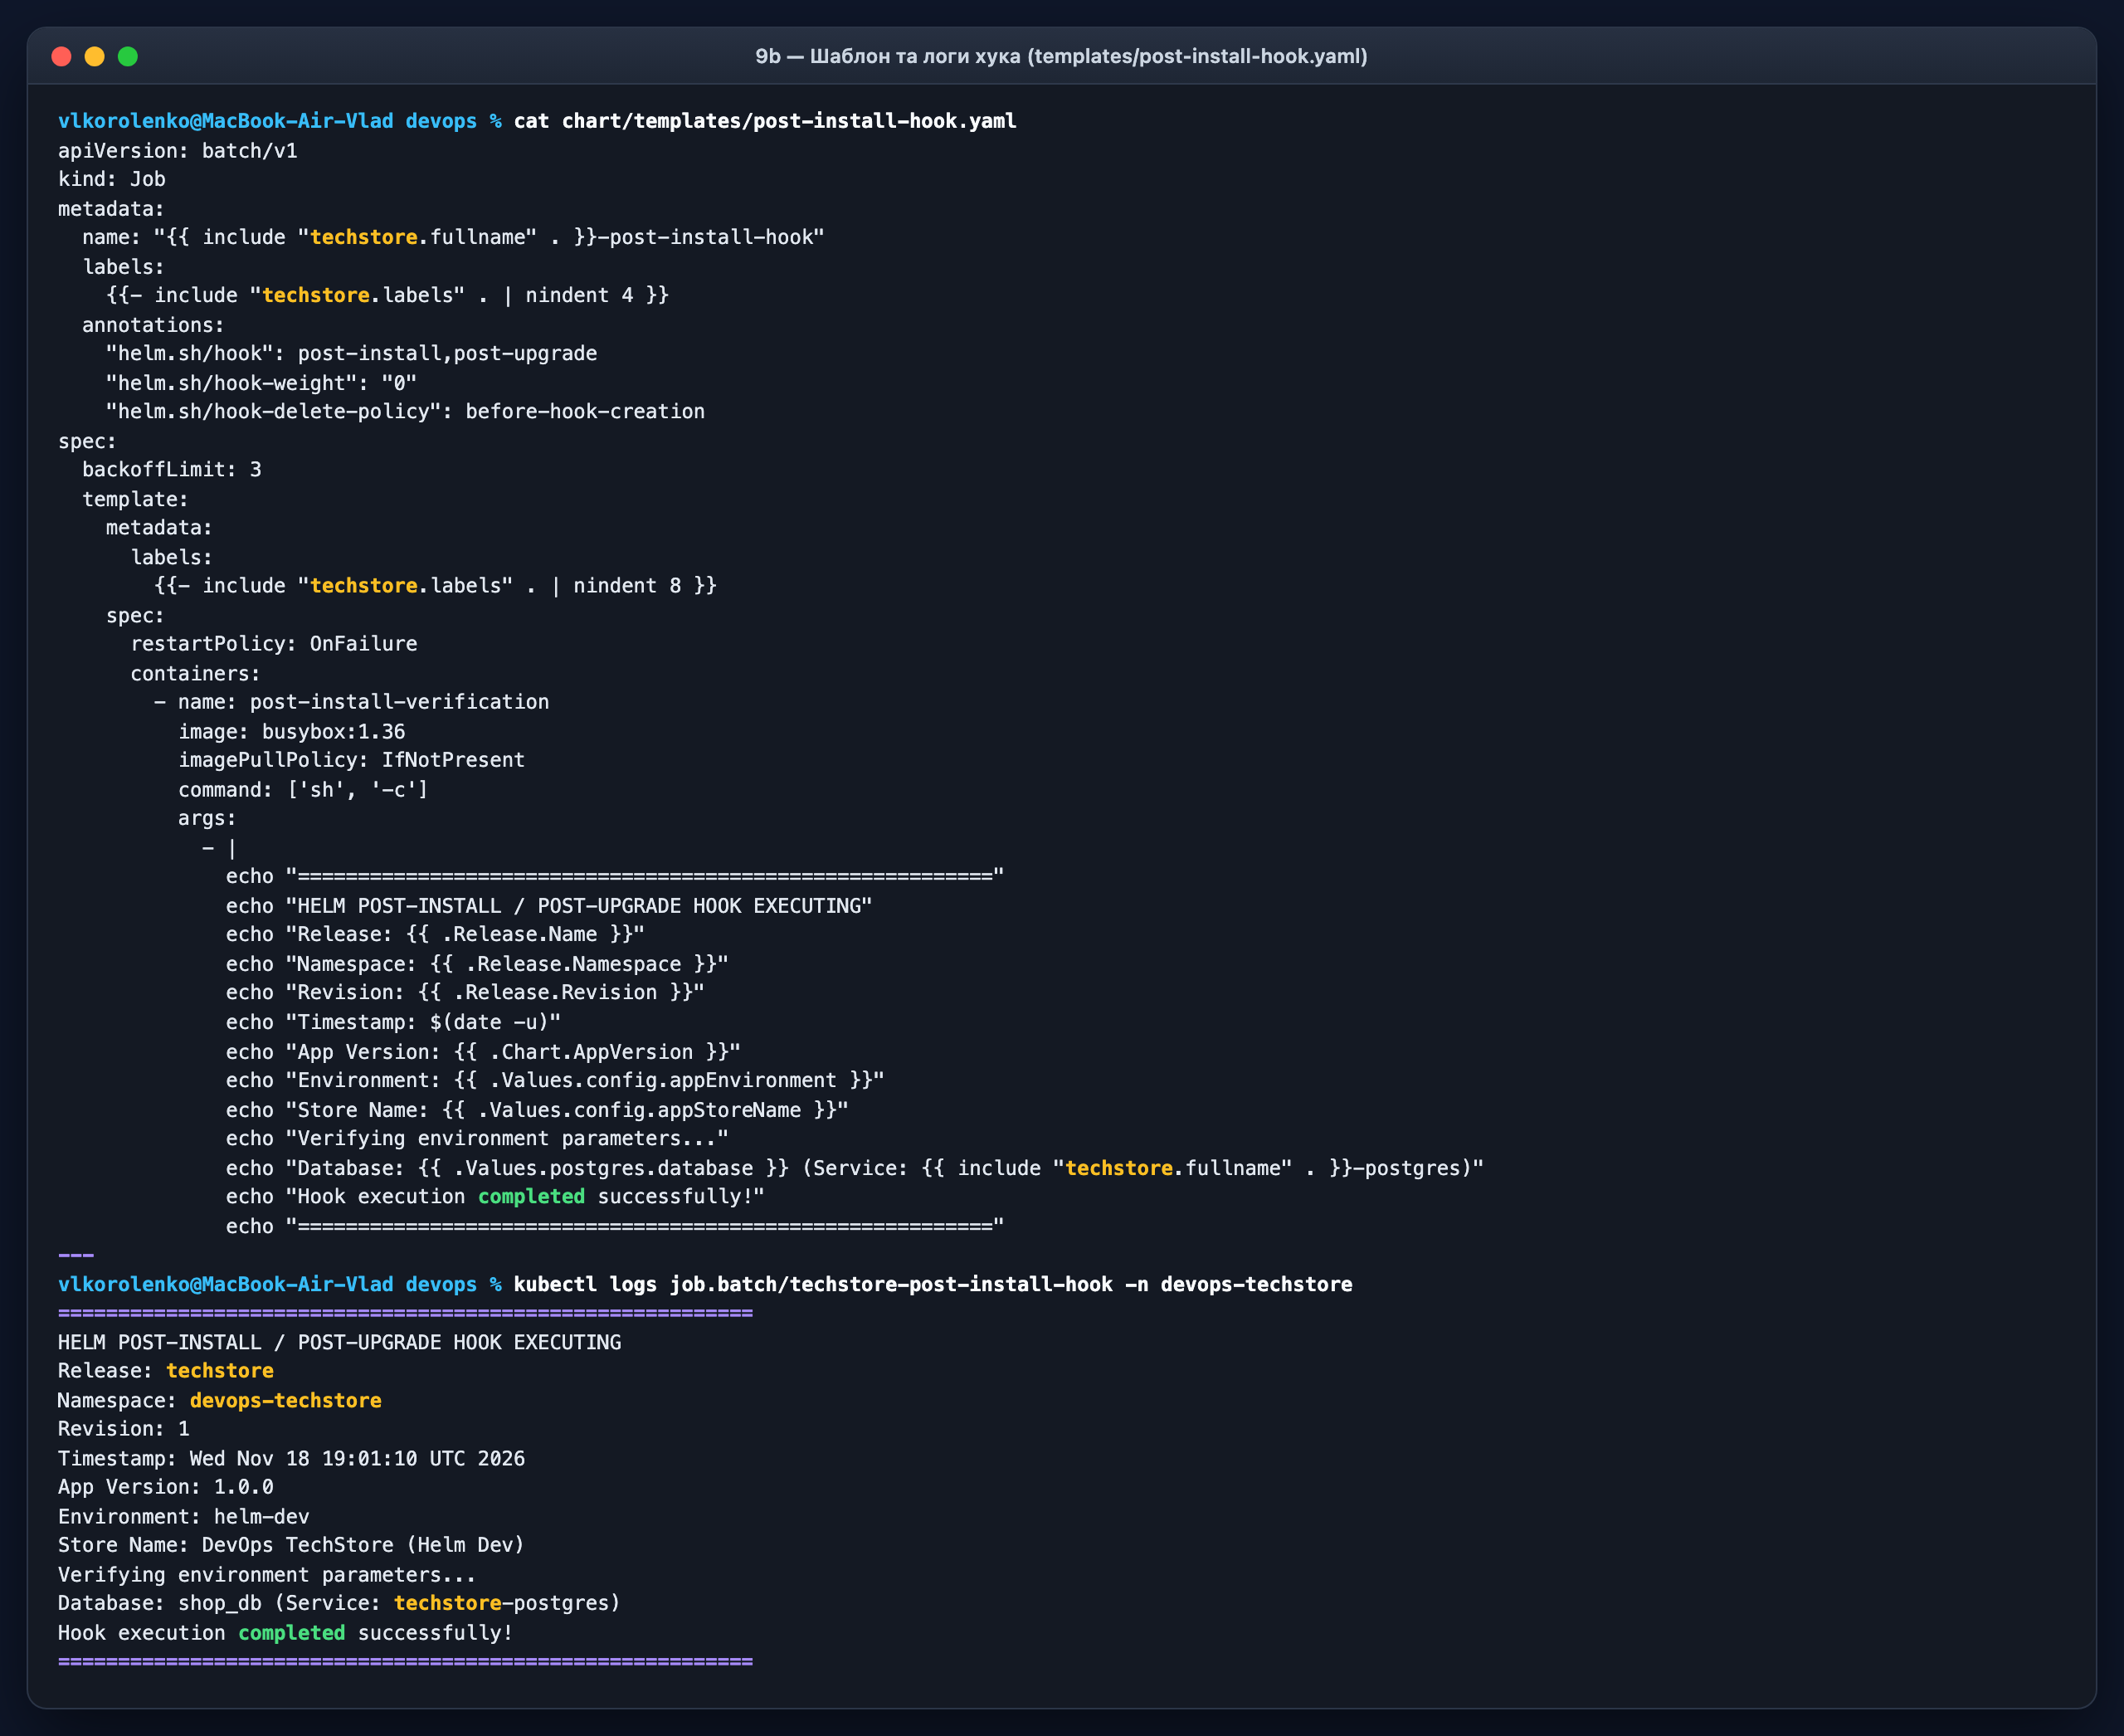 9b — Шаблон та логи хука (templates/post-install-hook.yaml)
vlkorolenko@MacBook-Air-Vlad devops % cat chart/templates/post-install-hook.yaml
apiVersion: batch/v1
kind: Job
metadata:
  name: "{{ include "techstore.fullname" . }}-post-install-hook"
  labels:
    {{- include "techstore.labels" . | nindent 4 }}
  annotations:
    "helm.sh/hook": post-install,post-upgrade
    "helm.sh/hook-weight": "0"
    "helm.sh/hook-delete-policy": before-hook-creation
spec:
  backoffLimit: 3
  template:
    metadata:
      labels:
        {{- include "techstore.labels" . | nindent 8 }}
    spec:
      restartPolicy: OnFailure
      containers:
        - name: post-install-verification
          image: busybox:1.36
          imagePullPolicy: IfNotPresent
          command: ['sh', '-c']
          args:
            - |
              echo "=========================================================="
              echo "HELM POST-INSTALL / POST-UPGRADE HOOK EXECUTING"
              echo "Release: {{ .Release.Name }}"
              echo "Namespace: {{ .Release.Namespace }}"
              echo "Revision: {{ .Release.Revision }}"
              echo "Timestamp: $(date -u)"
              echo "App Version: {{ .Chart.AppVersion }}"
              echo "Environment: {{ .Values.config.appEnvironment }}"
              echo "Store Name: {{ .Values.config.appStoreName }}"
              echo "Verifying environment parameters..."
              echo "Database: {{ .Values.postgres.database }} (Service: {{ include "techstore.fullname" . }}-postgres)"
              echo "Hook execution completed successfully!"
              echo "=========================================================="
---
vlkorolenko@MacBook-Air-Vlad devops % kubectl logs job.batch/techstore-post-install-hook -n devops-techstore
==========================================================
HELM POST-INSTALL / POST-UPGRADE HOOK EXECUTING
Release: techstore
Namespace: devops-techstore
Revision: 1
Timestamp: Wed Nov 18 19:01:10 UTC 2026
App Version: 1.0.0
Environment: helm-dev
Store Name: DevOps TechStore (Helm Dev)
Verifying environment parameters...
Database: shop_db (Service: techstore-postgres)
Hook execution completed successfully!
==========================================================